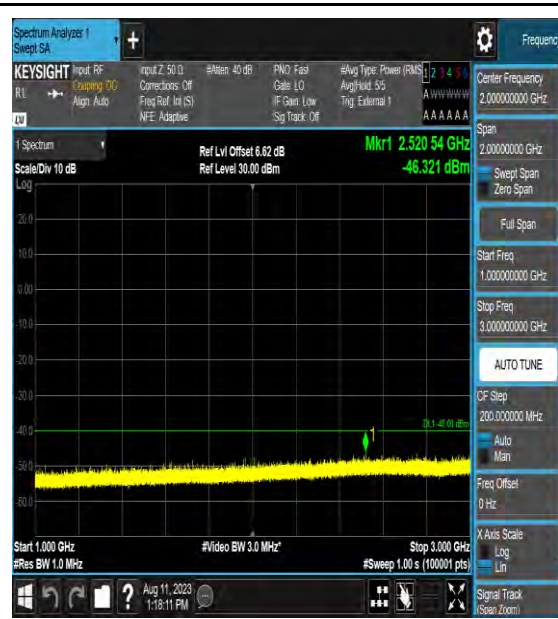 Spectrum Analyzer 1
Swept SA
Frequenc
KEYSIGHT
RL
Input: RF
Coupling: DC
Align: Auto
Input Z: 50 Ω
Corrections: Off
Freq Ref: Int (S)
NFE: Adaptive
#Atten: 40 dB
PNO: Fast
Gate: LO
IF Gain: Low
Sig Track: Off
#Avg Type: Power (RMS
Avg|Hold: 5/5
Trig: External 1
1 2 3 4 5 6
A W W W W W
A A A A A A
1 Spectrum
Scale/Div 10 dB
Log
Ref Lvl Offset 6.62 dB
Ref Level 30.00 dBm
Mkr1 2.520 54 GHz
-46.321 dBm
20.0
10.0
0.00
-10.0
-20.0
-30.0
-40.0
-50.0
-60.0
DL1 -40.00 dBm
1
Start 1.000 GHz
#Res BW 1.0 MHz
#Video BW 3.0 MHz*
Stop 3.000 GHz
#Sweep 1.00 s (100001 pts)
Aug 11, 2023
1:18:11 PM
Center Frequency
2.000000000 GHz
Span
2.00000000 GHz
Swept Span
Zero Span
Full Span
Start Freq
1.000000000 GHz
Stop Freq
3.000000000 GHz
AUTO TUNE
CF Step
200.000000 MHz
Auto
Man
Freq Offset
0 Hz
X Axis Scale
Log
Lin
Signal Track
(Span Zoom)